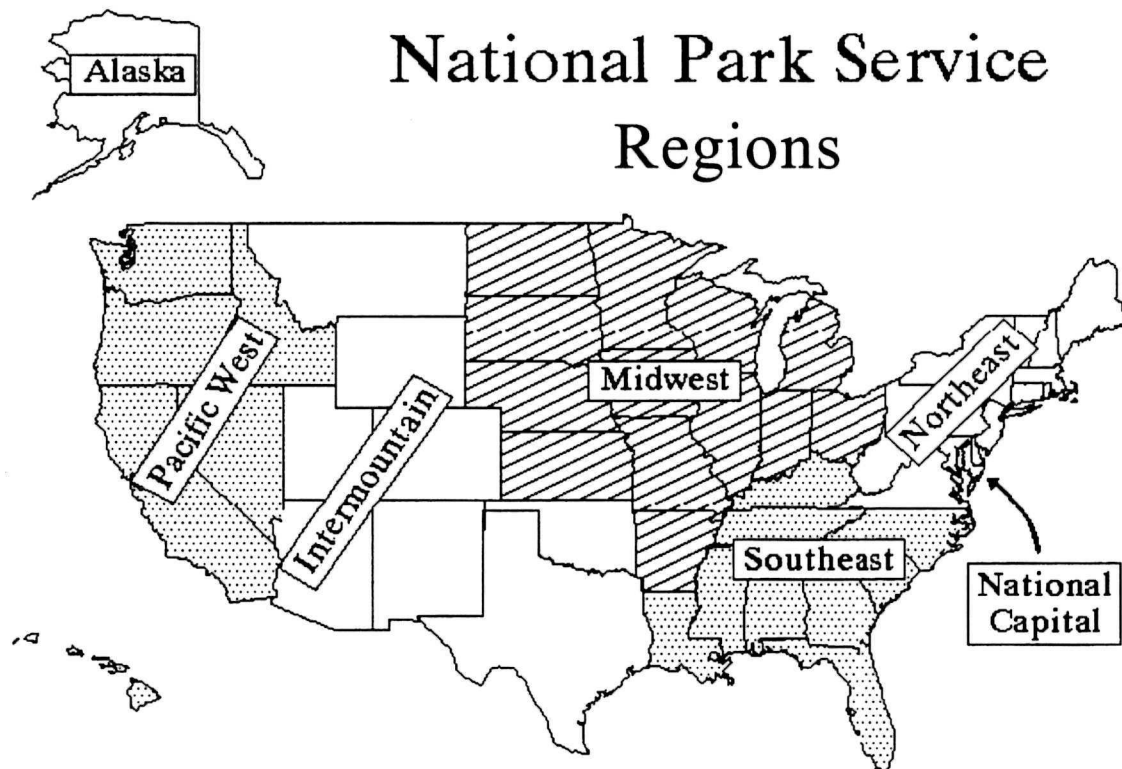 National Park Service
Regions
Alaska
Pacific West
Intermountain
Midwest
Northeast
Southeast
National
Capital